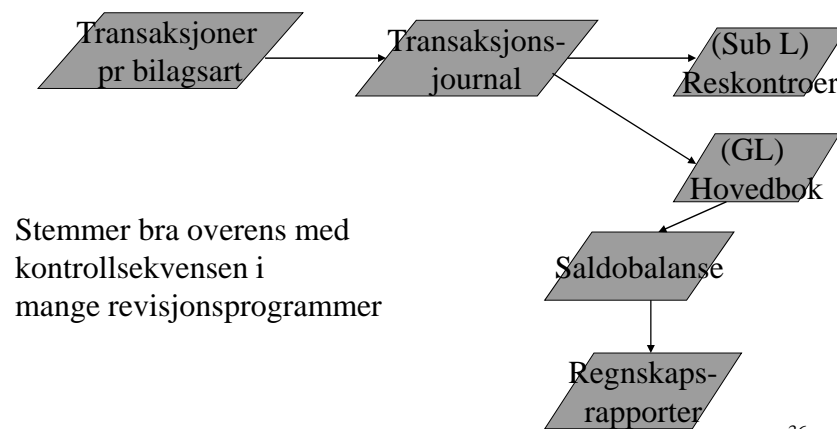 Transaksjoner
pr bilagsart
Transaksjons-
journal
(Sub L)
Reskontroer
(GL)
Hovedbok
Stemmer bra overens med
kontrollsekvensen i
mange revisjonsprogrammer
Saldobalanse
Regnskaps-
rapporter